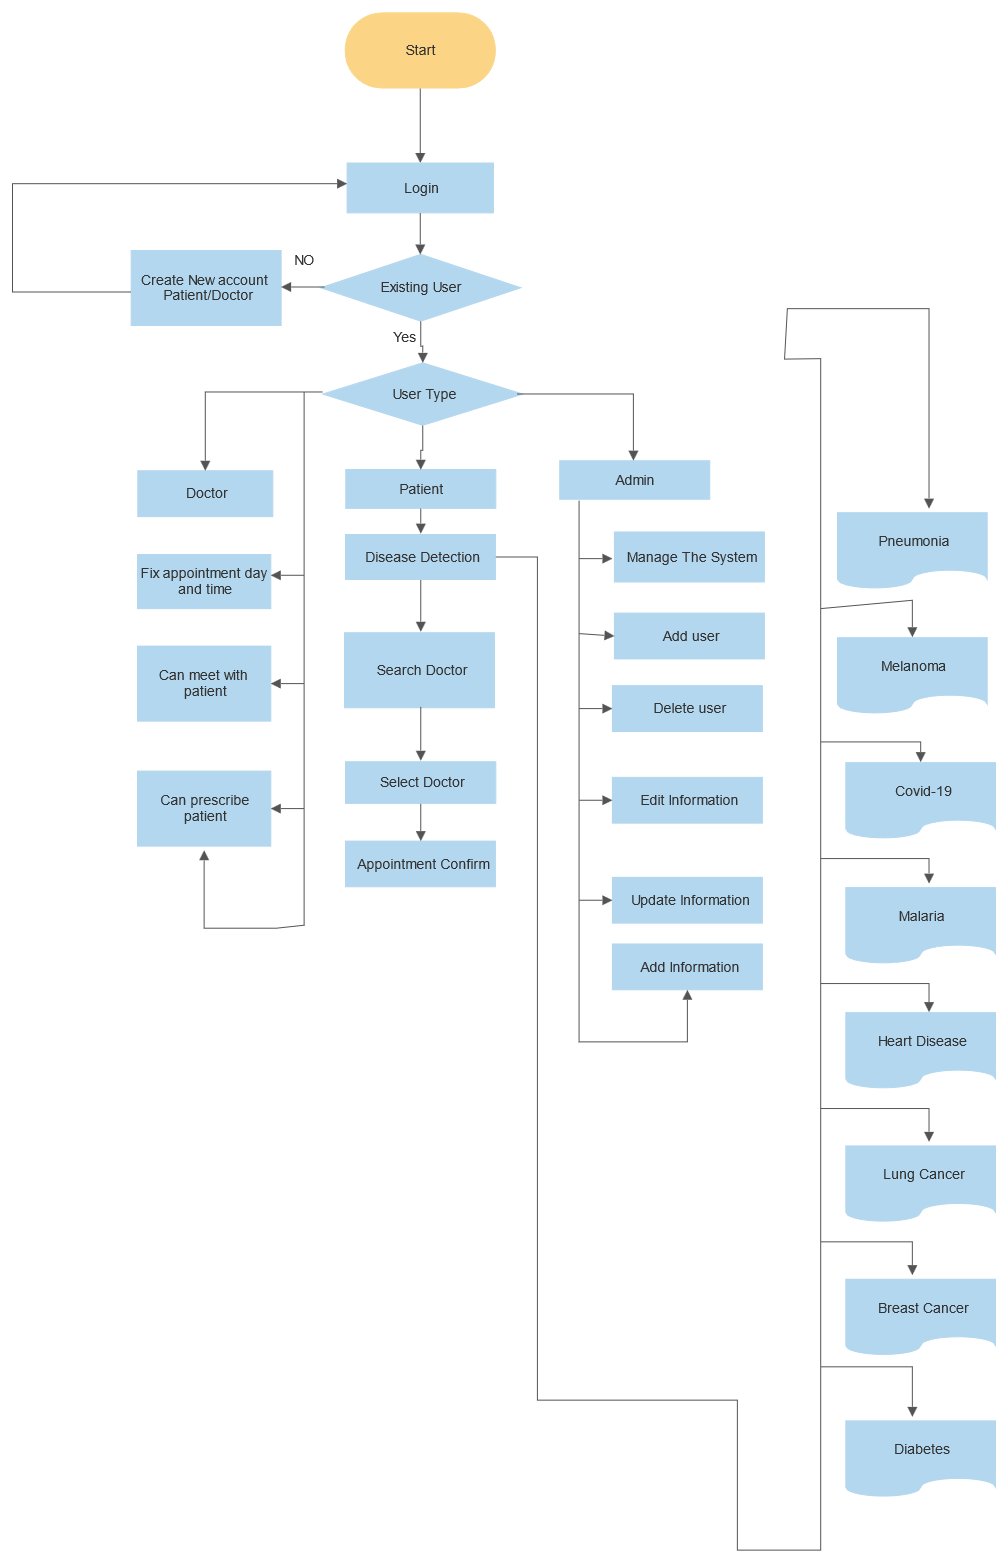 Start
Login
NO
Create New account
Patient/Doctor
Existing User
Yes
User Type
Doctor
Fix appointment day
and time
Can meet with
patient
Can prescribe
patient
Patient
Disease Detection
Search Doctor
Select Doctor
Appointment Confirm
Admin
Manage The System
Add user
Delete user
Edit Information
Update Information
Add Information
Pneumonia
Melanoma
Covid-19
Malaria
Heart Disease
Lung Cancer
Breast Cancer
Diabetes